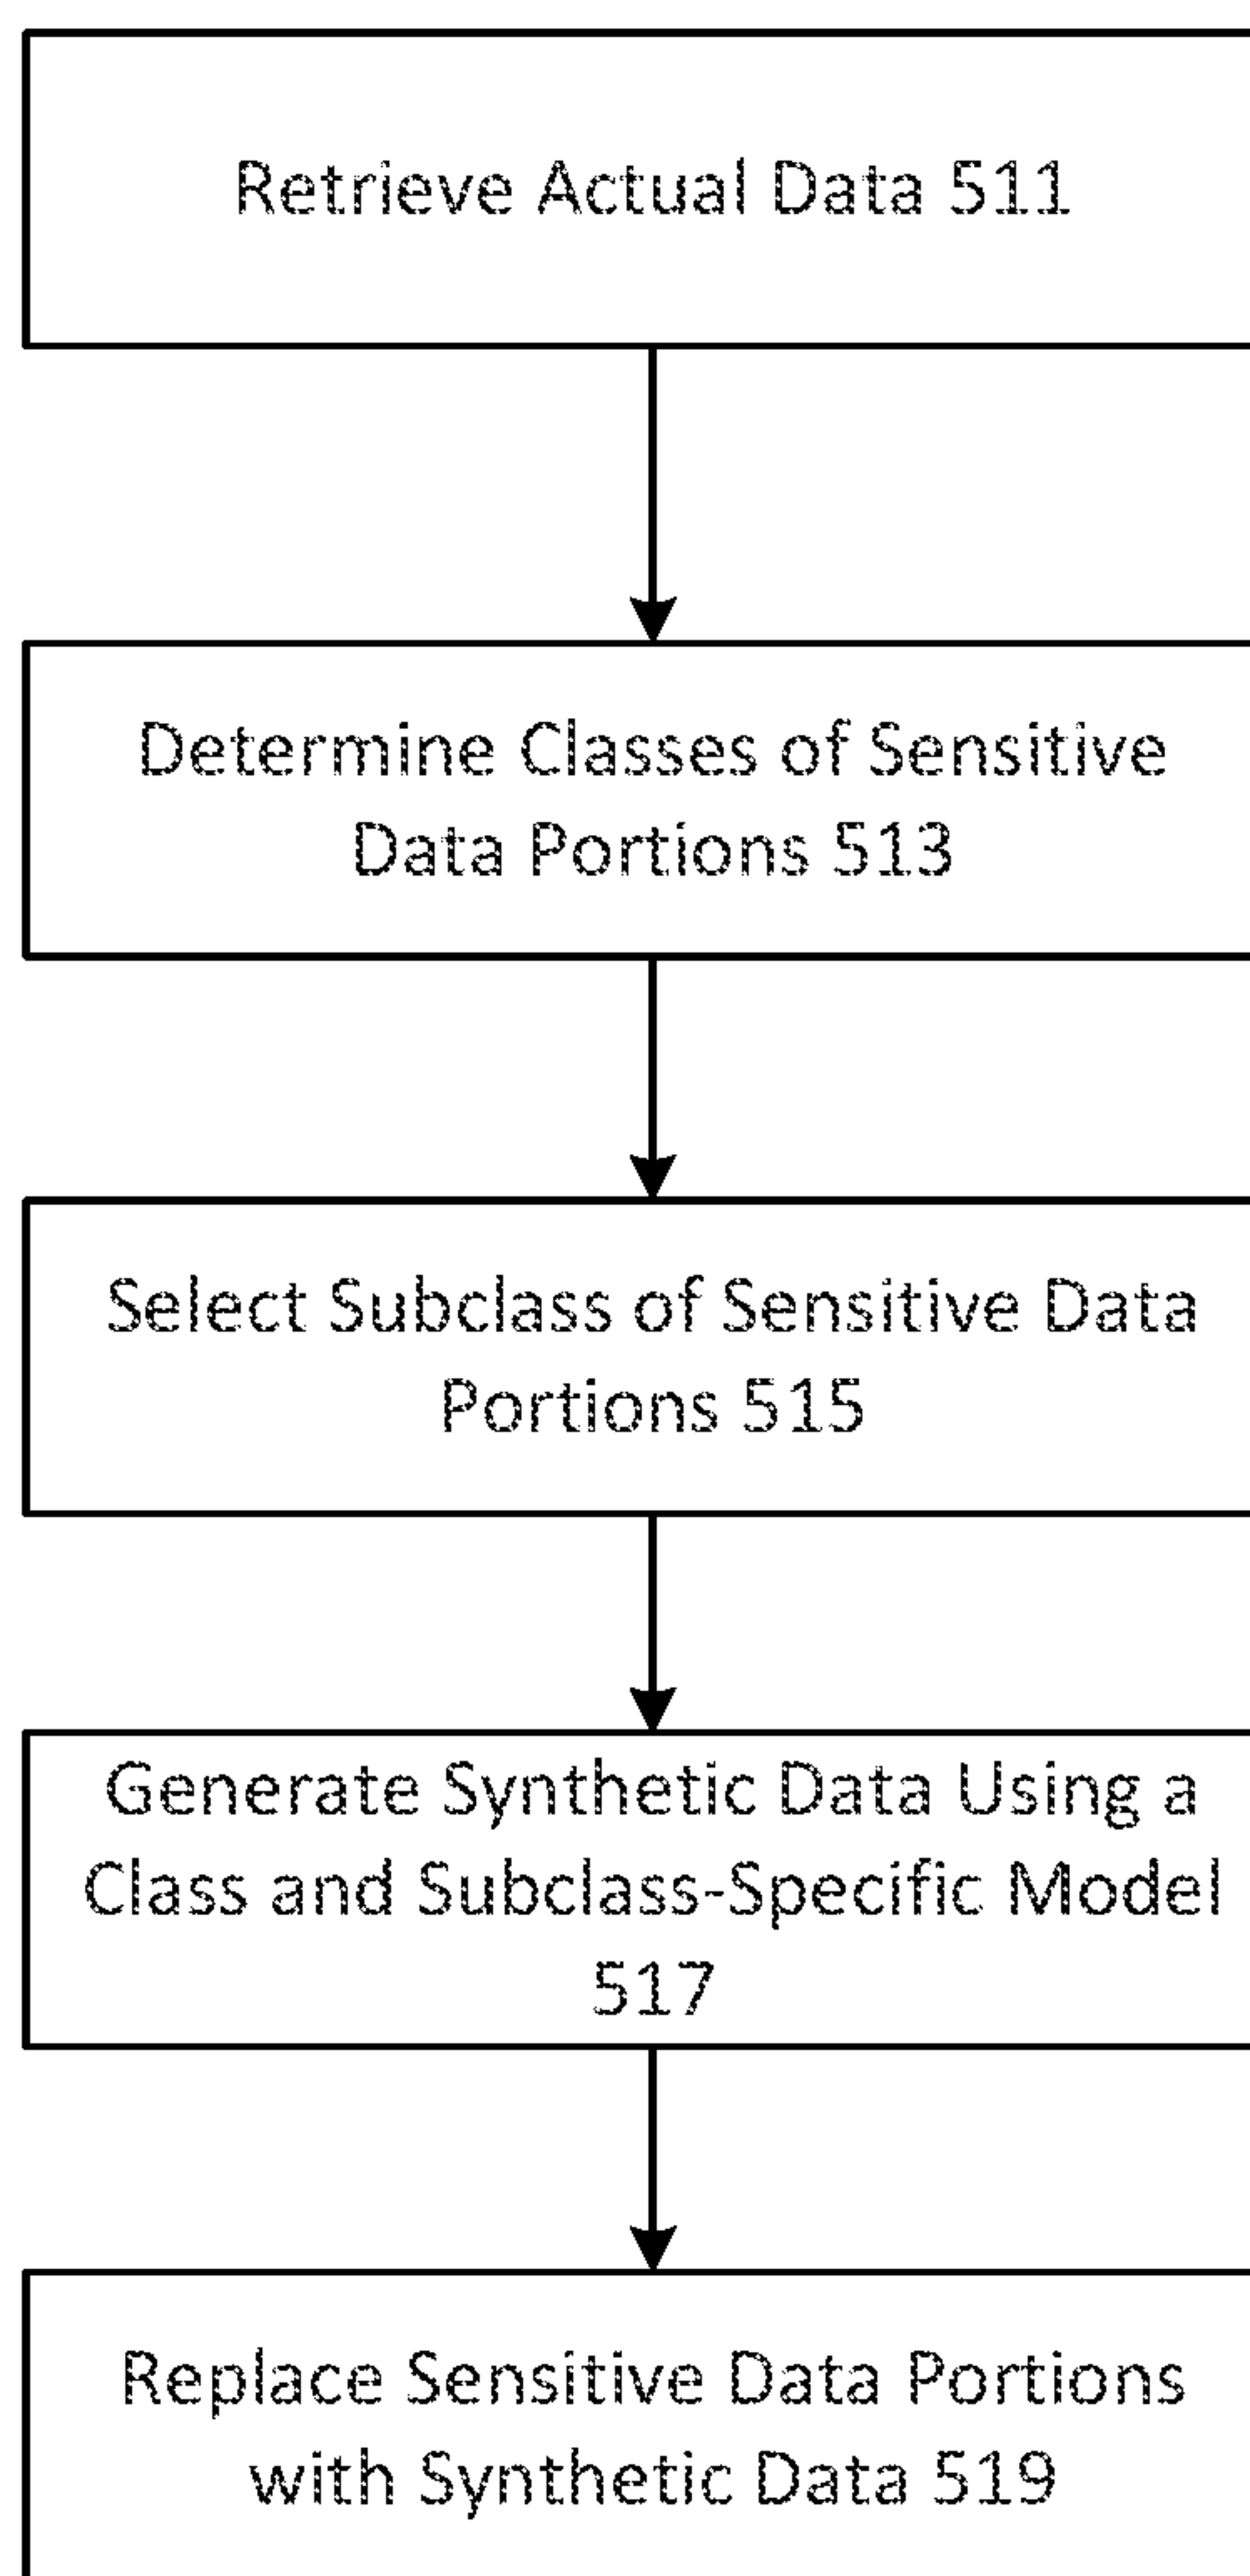 Retrieve Actual Data 511
Determine Classes of Sensitive
Data Portions 513
Select Subclass of Sensitive Data
Portions 515
Generate Synthetic Data Using a
Class and Subclass-Specific Model
517
Replace Sensitive Data Portions
with Synthetic Data 519